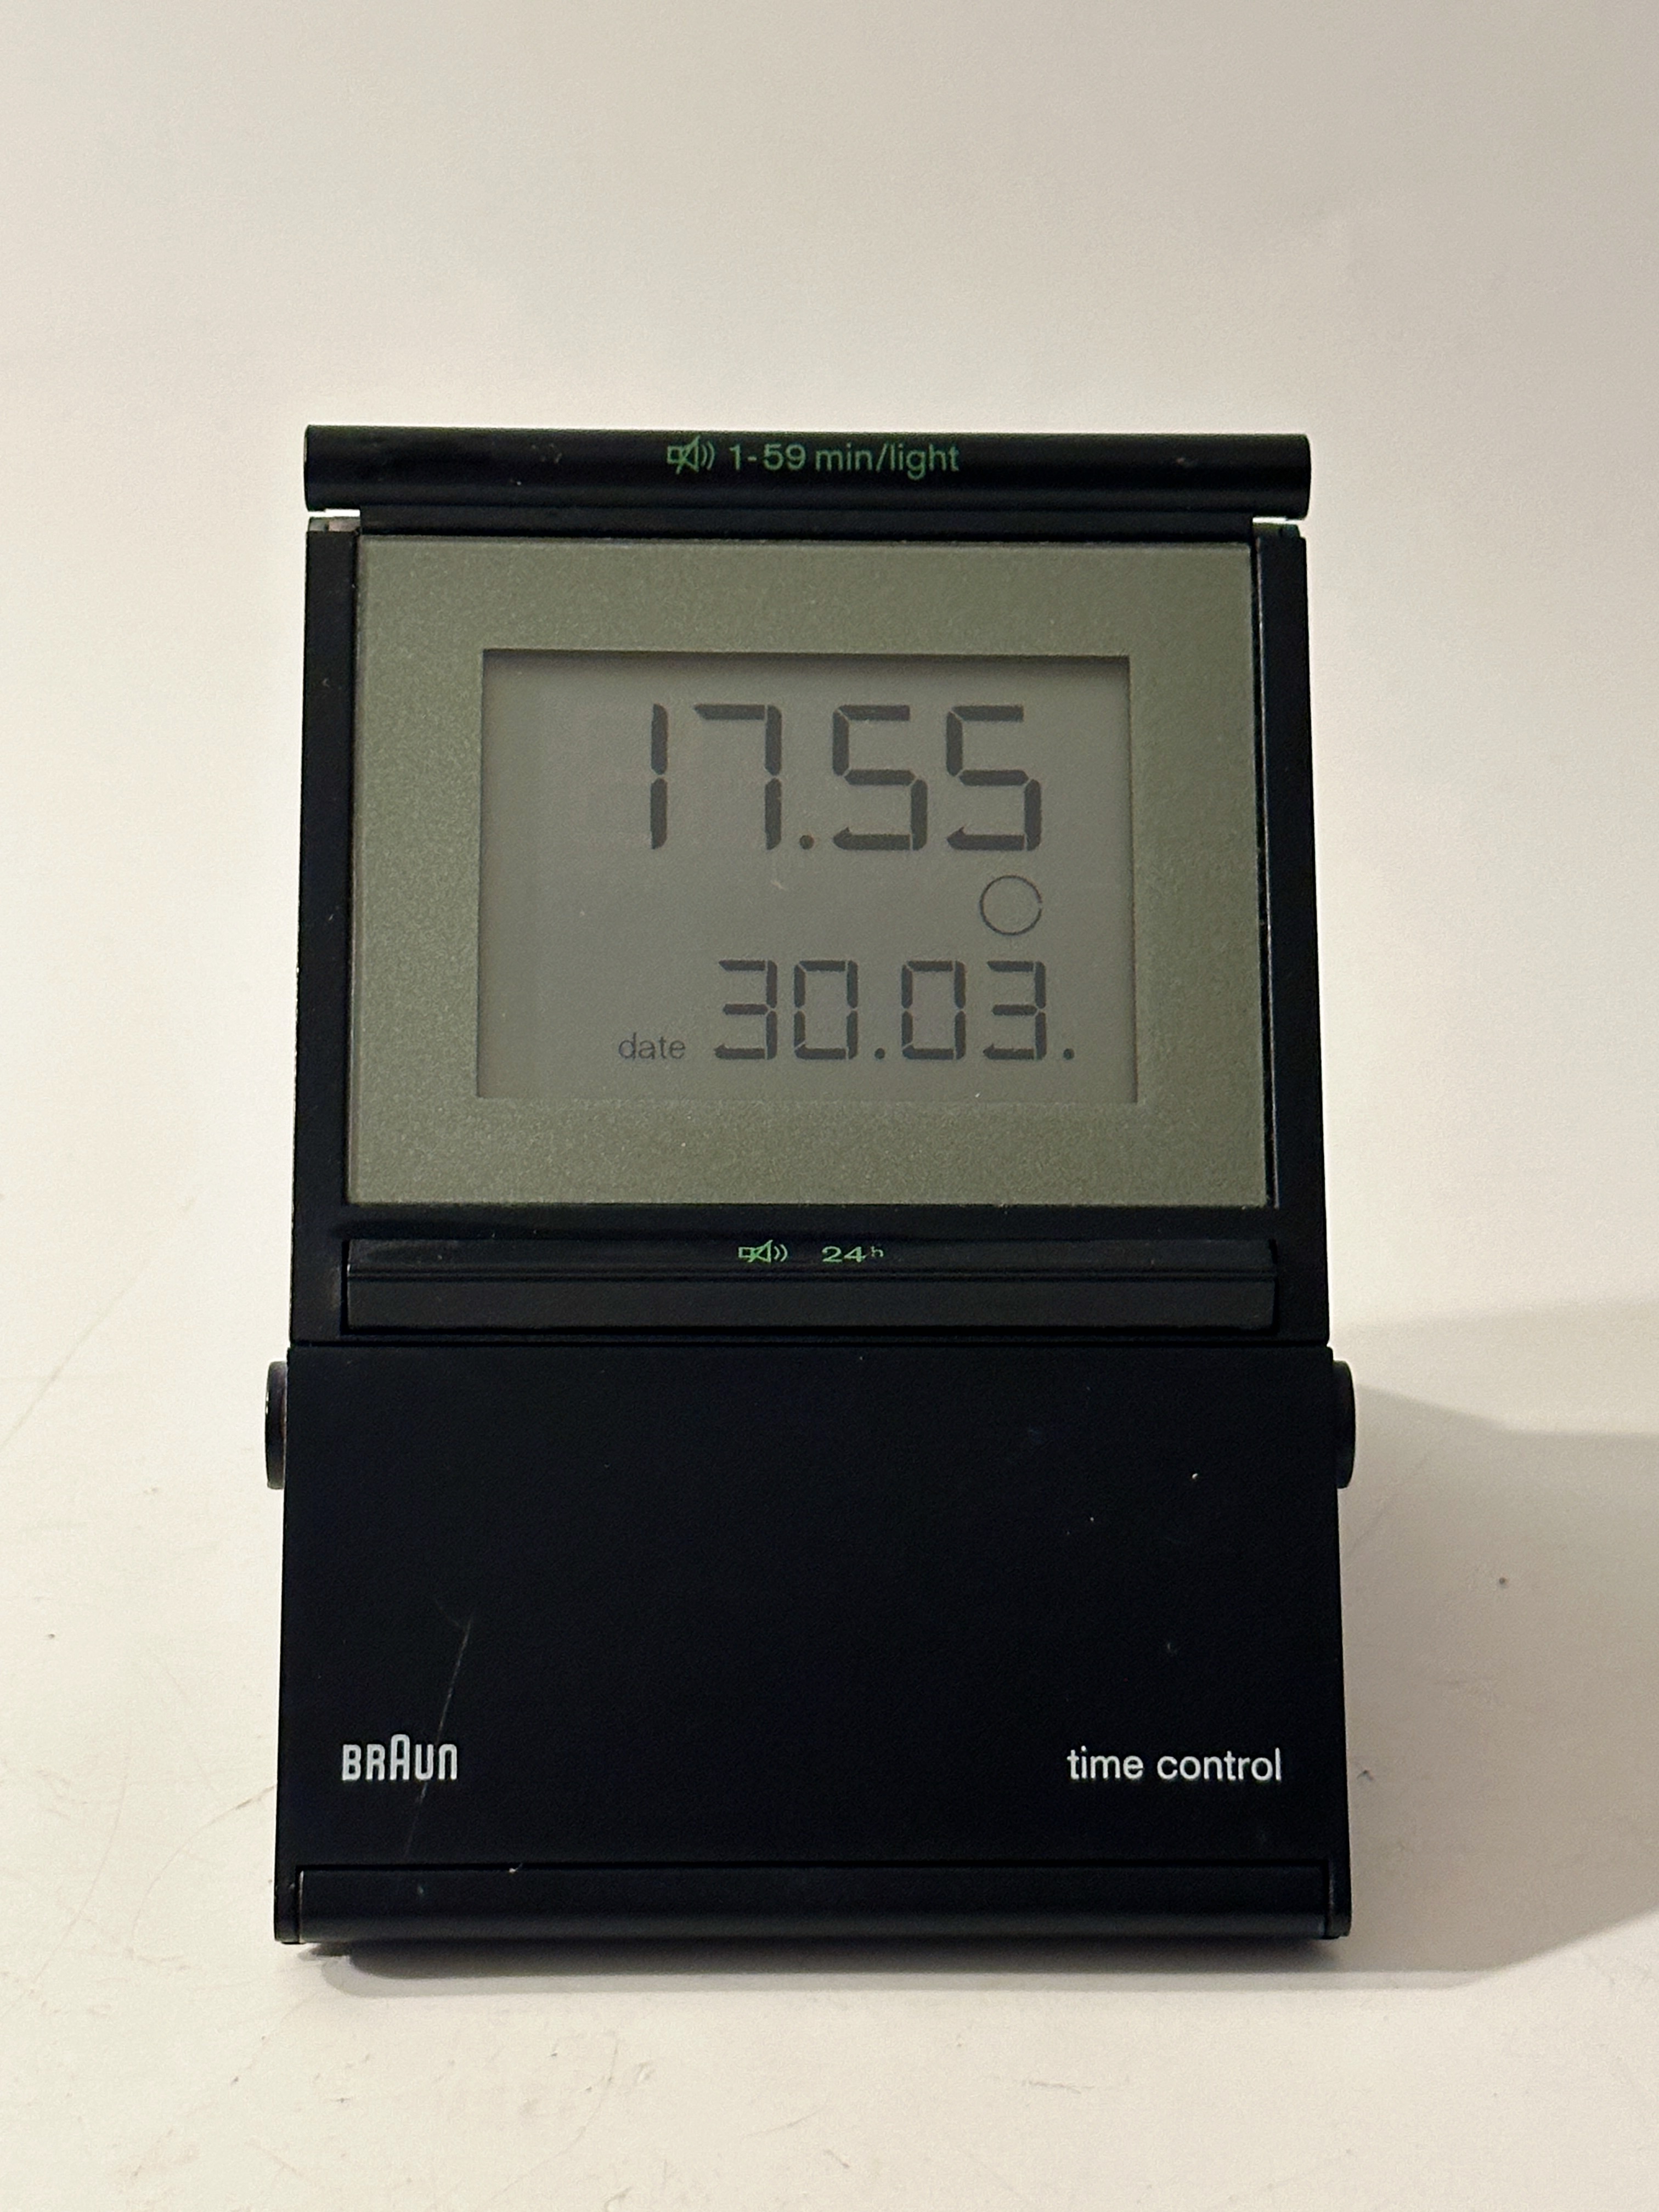 1-59 min/light
17.55
date 30.03.
24h
BRAUN
time control